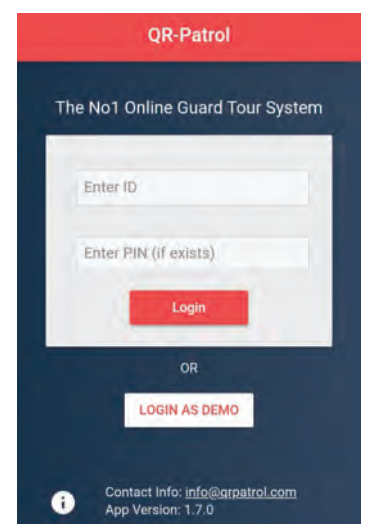 QR-Patrol
The No1 Online Guard Tour System
Enter ID
Enter PIN (if exists)
Login
OR
LOGIN AS DEMO
Contact Info: info@qrpatrol.com
App Version: 1.7.0